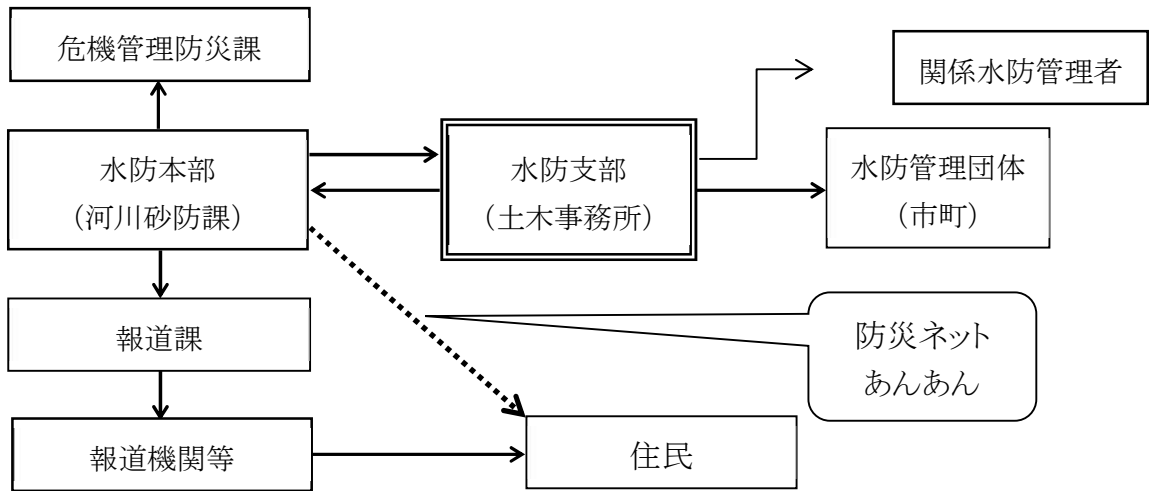 危機管理防災課
関係水防管理者
水防本部
（河川砂防課）
水防支部
（土木事務所）
水防管理団体
（市町）
報道課
防災ネット
あんあん
報道機関等
住民